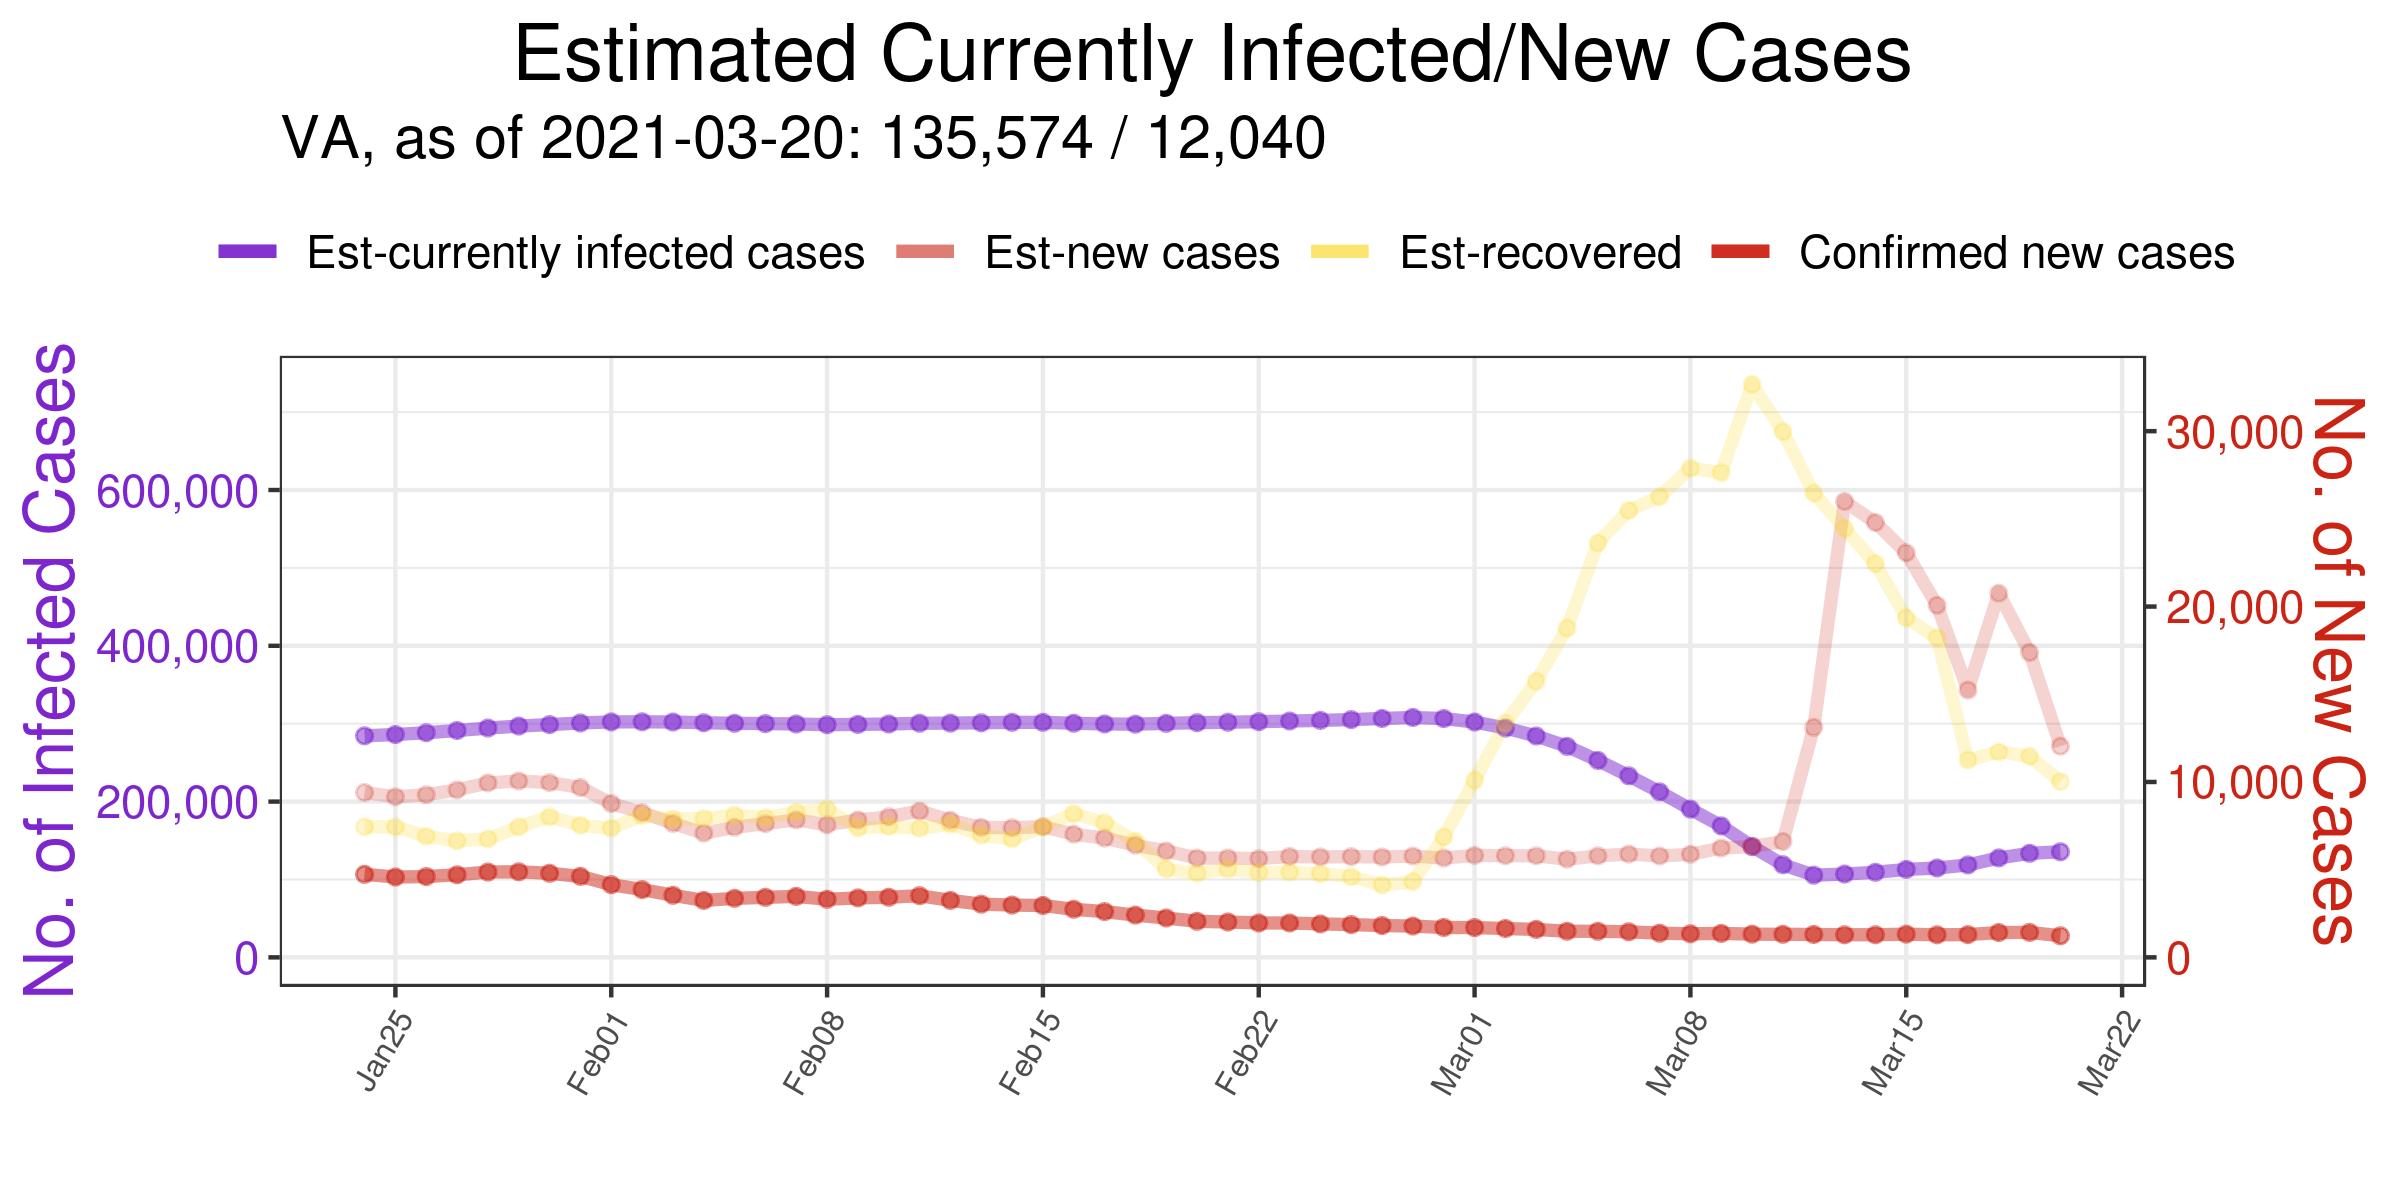 Estimated Currently Infected/New Cases
VA, as of 2021-03-20: 135,574 / 12,040
Est-currently infected cases Est-new cases Est-recovered Confirmed new cases
No. of Infected Cases
600,000
400,000
200,000
0
No. of New Cases
30,000
20,000
10,000
0
Jan25 Feb01 Feb08 Feb15 Feb22 Mar01 Mar08 Mar15 Mar22